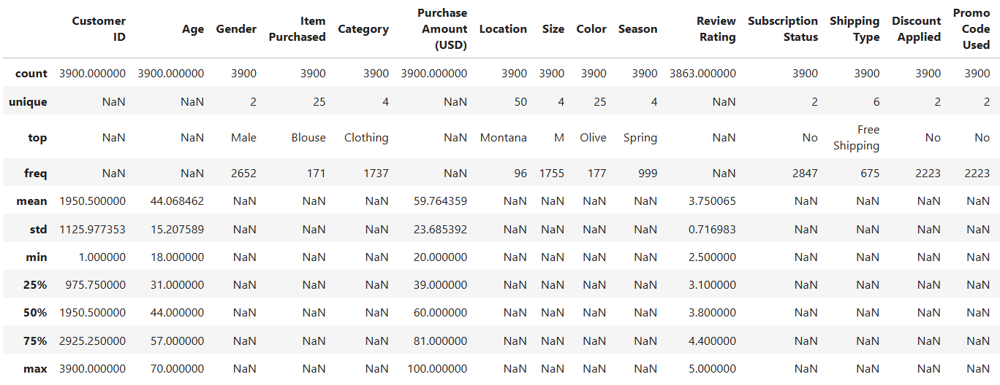 Customer ID Age Gender Item Purchased Category Purchase Amount (USD) Location Size Color Season Review Rating Subscription Status Shipping Type Discount Applied Promo Code Used
count 3900.000000 3900.000000 3900 3900 3900 3900.000000 3900 3900 3900 3900 3863.000000 3900 3900 3900 3900
unique NaN NaN 2 25 4 NaN 50 4 25 4 NaN 2 6 2 2
top NaN NaN Male Blouse Clothing NaN Montana M Olive Spring NaN No Free Shipping No No
freq NaN NaN 2652 171 1737 NaN 96 1755 177 999 NaN 2847 675 2223 2223
mean 1950.500000 44.068462 NaN NaN NaN 59.764359 NaN NaN NaN NaN 3.750065 NaN NaN NaN NaN
std 1125.977353 15.207589 NaN NaN NaN 23.685392 NaN NaN NaN NaN 0.716983 NaN NaN NaN NaN
min 1.000000 18.000000 NaN NaN NaN 20.000000 NaN NaN NaN NaN 2.500000 NaN NaN NaN NaN
25% 975.750000 31.000000 NaN NaN NaN 39.000000 NaN NaN NaN NaN 3.100000 NaN NaN NaN NaN
50% 1950.500000 44.000000 NaN NaN NaN 60.000000 NaN NaN NaN NaN 3.800000 NaN NaN NaN NaN
75% 2925.250000 57.000000 NaN NaN NaN 81.000000 NaN NaN NaN NaN 4.400000 NaN NaN NaN NaN
max 3900.000000 70.000000 NaN NaN NaN 100.000000 NaN NaN NaN NaN 5.000000 NaN NaN NaN NaN